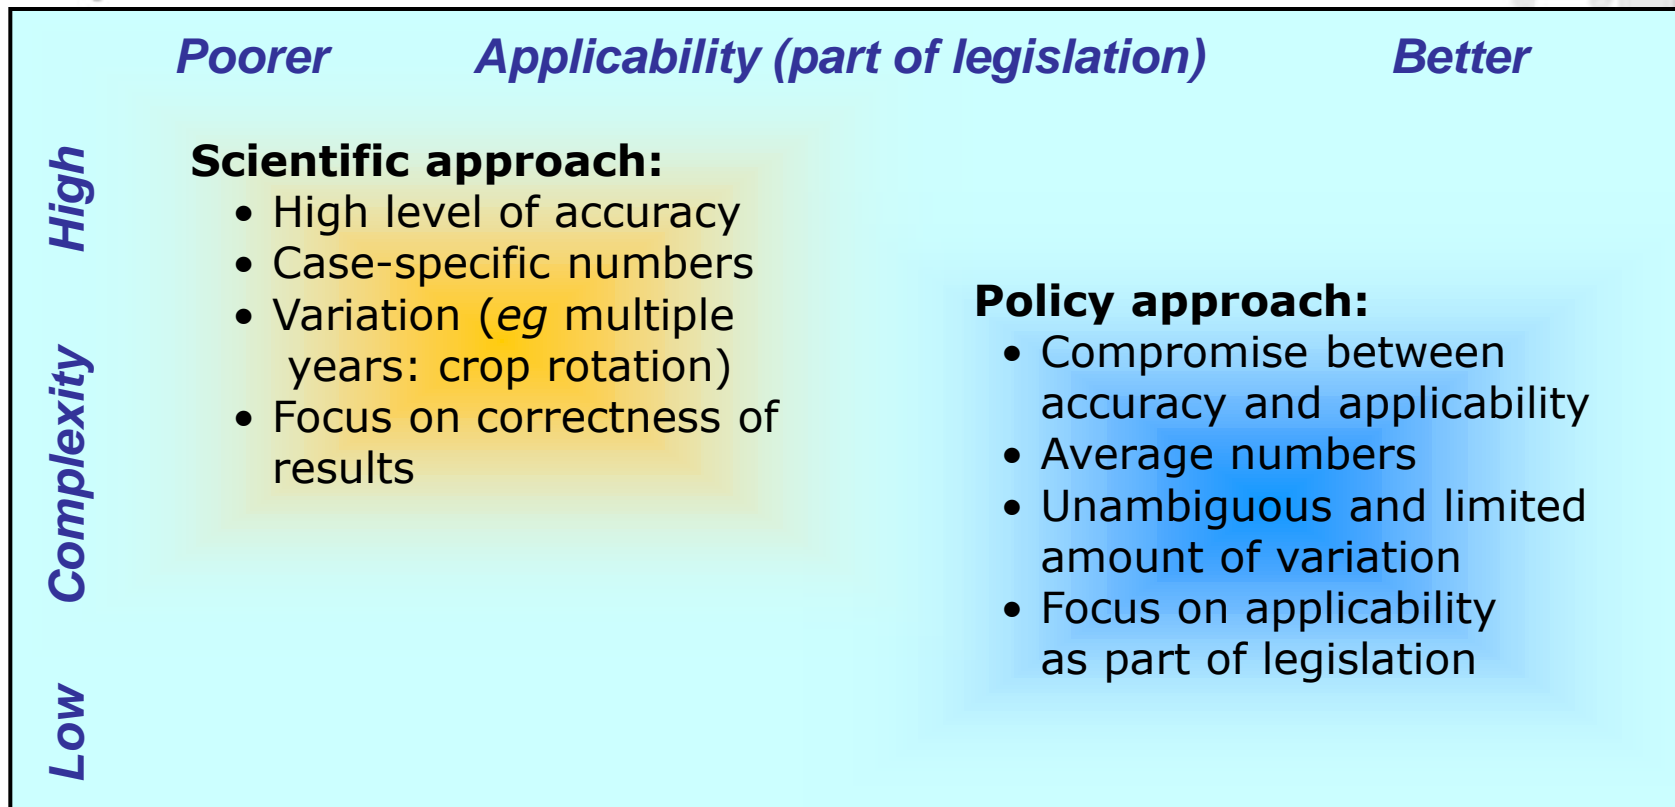 Poorer Applicability (part of legislation) Better
High
Complexity
Low
Scientific approach:
• High level of accuracy
• Case-specific numbers
• Variation (eg multiple
years: crop rotation)
• Focus on correctness of
results
Policy approach:
• Compromise between
accuracy and applicability
• Average numbers
• Unambiguous and limited
amount of variation
• Focus on applicability
as part of legislation